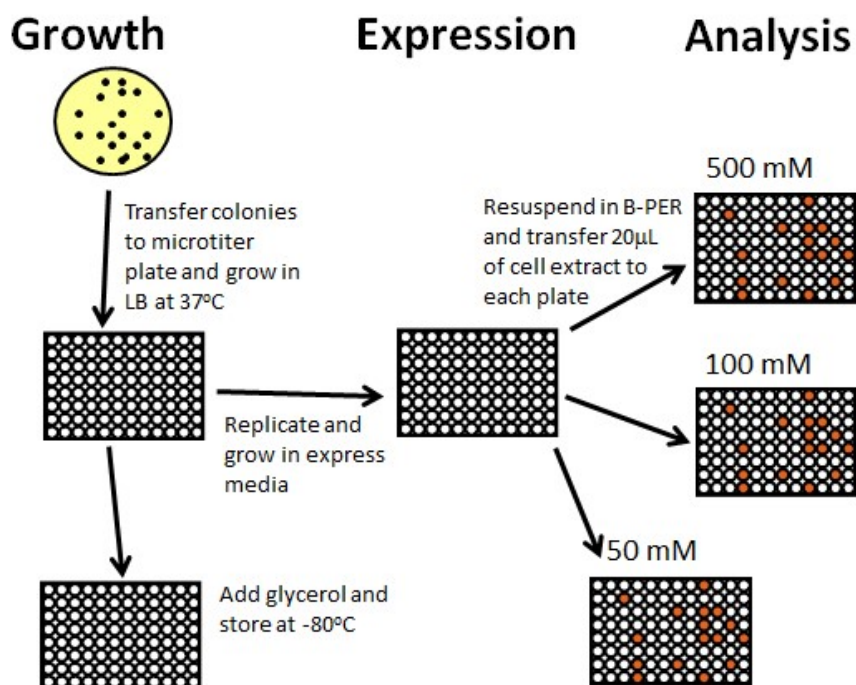 Growth
Expression
Analysis
Transfer colonies
to microtiter
plate and grow in
LB at 37ºC
Resuspend in B-PER
and transfer 20μL
of cell extract to
each plate
500 mM
100 mM
Replicate and
grow in express
media
50 mM
Add glycerol and
store at -80ºC